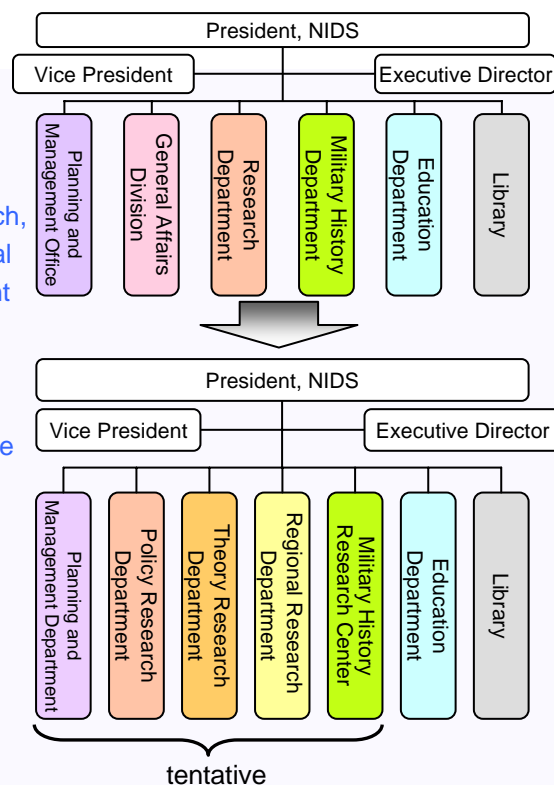 President, NIDS
Vice President
Executive Director
Planning and
Management Office
General Affairs
Division
Research
Department
Military History
Department
Education
Department
Library
ch,
al
nt
President, NIDS
Vice President
Executive Director
e
Planning and
Management Department
Policy Research
Department
Theory Research
Department
Regional Research
Department
Military History
Research Center
Education
Department
Library
tentative